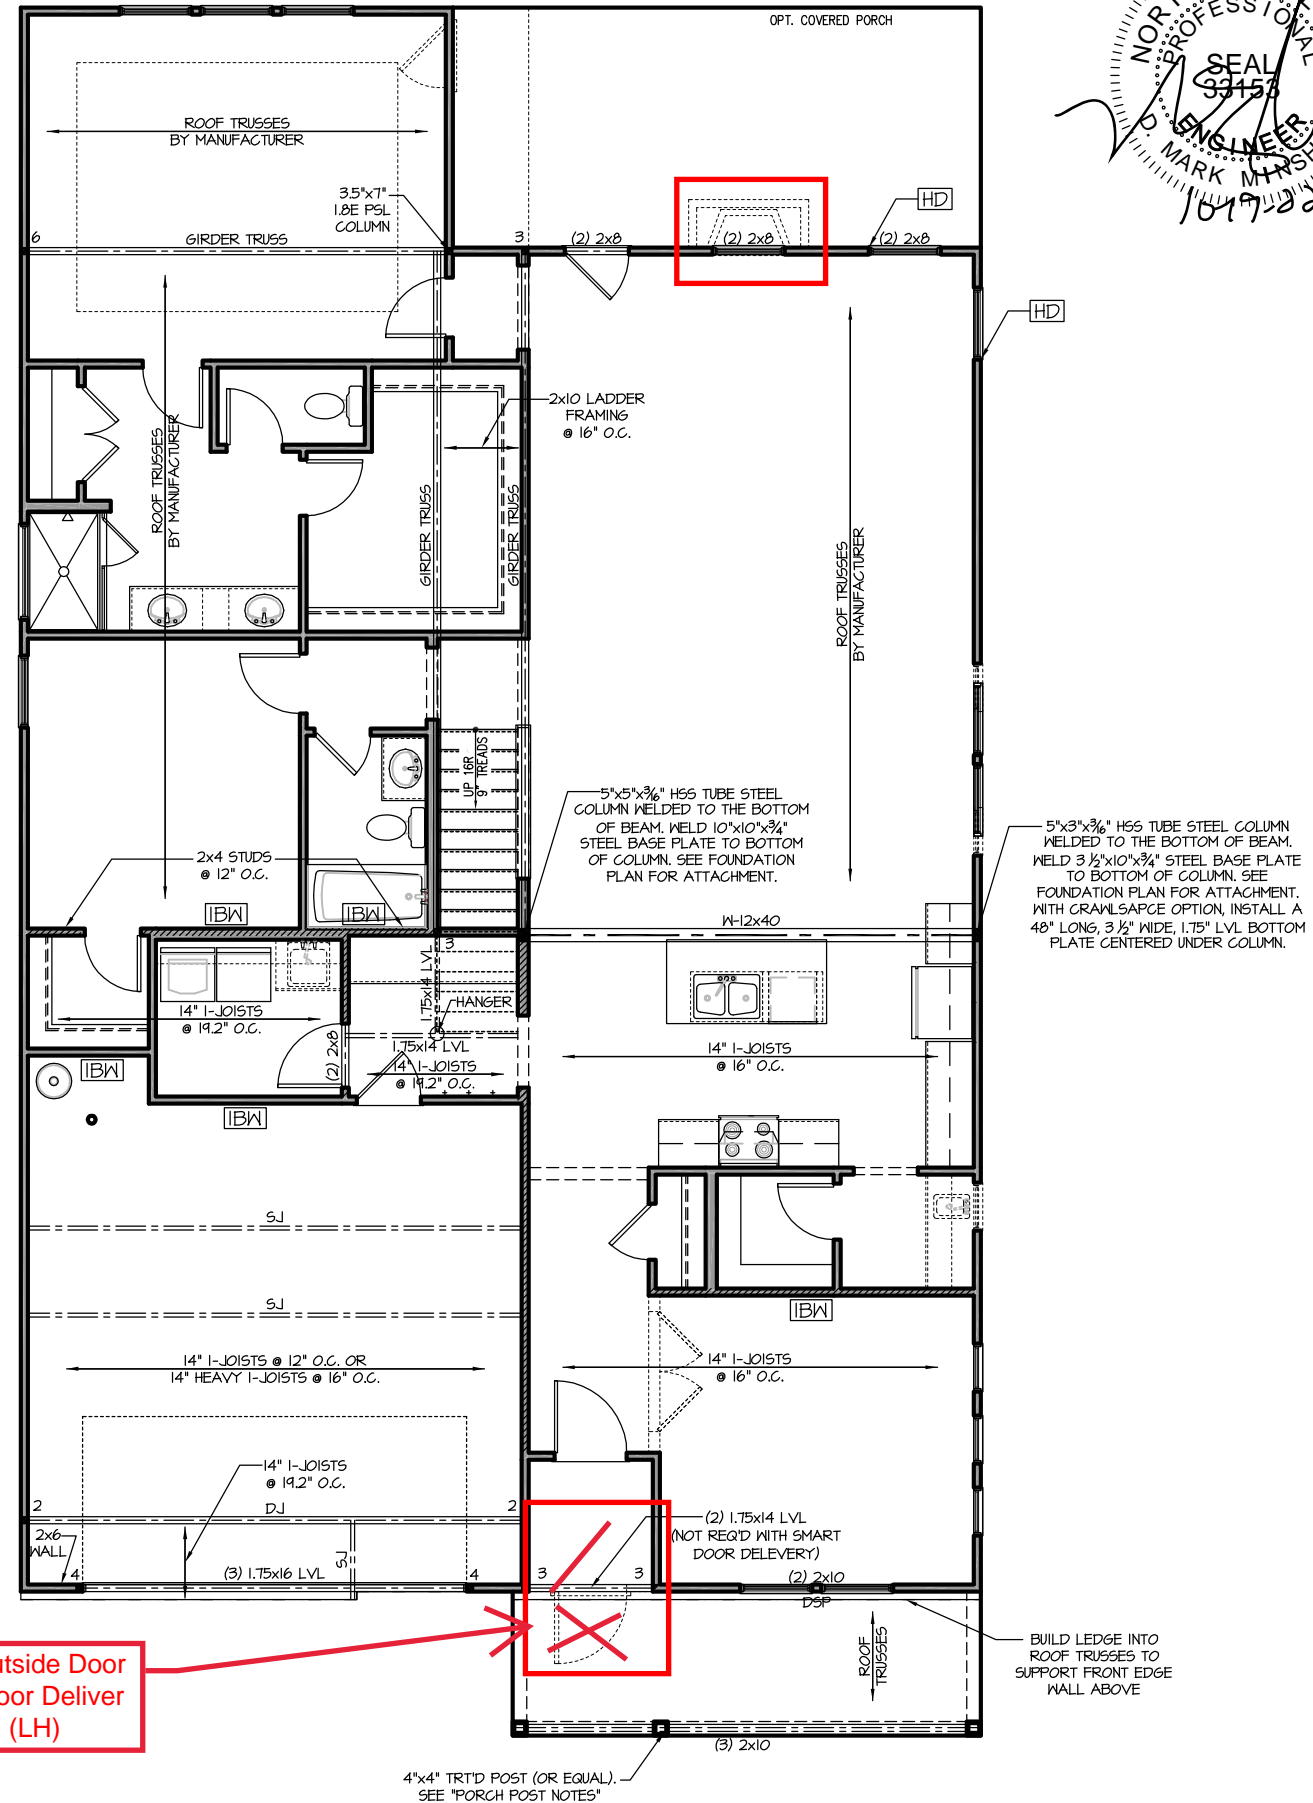 OPT. COVERED PORCH
PROFESSIONAL
SEAL
33153
ENGINEER
D. MARK
ROOF TRUSSES
BY MANUFACTURER
3.5"x7"
1.8E PSL
COLUMN
HD
6
GIRDER TRUSS
3
(2) 2x8
(2) 2x8
(2) 2x8
HD
2x10 LADDER
FRAMING
@ 16" O.C.
ROOF TRUSSES
BY MANUFACTURER
GIRDER TRUSS
GIRDER TRUSS
ROOF TRUSSES
BY MANUFACTURER
UP 16R
9" TREADS
5"x5"x3/16" HSS TUBE STEEL
COLUMN WELDED TO THE BOTTOM
OF BEAM. WELD 10"x10"x3/4"
STEEL BASE PLATE TO BOTTOM
OF COLUMN. SEE FOUNDATION
PLAN FOR ATTACHMENT.
5"x3"x3/16" HSS TUBE STEEL COLUMN
WELDED TO THE BOTTOM OF BEAM.
WELD 3 1/2"x10"x3/4" STEEL BASE PLATE
TO BOTTOM OF COLUMN. SEE
FOUNDATION PLAN FOR ATTACHMENT.
WITH CRAWLSAPCE OPTION, INSTALL A
48" LONG, 3 1/2" WIDE, 1.75" LVL BOTTOM
PLATE CENTERED UNDER COLUMN.
2x4 STUDS
@ 12" O.C.
IBW
IBW
W-12x40
3
1.75x14 LVL
HANGER
14" I-JOISTS
@ 19.2" O.C.
(2) 2x8
1.75x14 LVL
14" I-JOISTS
@ 19.2" O.C.
14" I-JOISTS
@ 16" O.C.
IBW
IBW
SJ
SJ
IBW
14" I-JOISTS @ 12" O.C. OR
14" HEAVY I-JOISTS @ 16" O.C.
14" I-JOISTS
@ 16" O.C.
14" I-JOISTS
@ 19.2" O.C.
2
DJ
2
2x6
WALL
SJ
4
(3) 1.75x16 LVL
4
3
3
(2) 1.75x14 LVL
(NOT REQ'D WITH SMART
DOOR DELEVERY)
(2) 2x10
DSP
ROOF
TRUSSES
BUILD LEDGE INTO
ROOF TRUSSES TO
SUPPORT FRONT EDGE
WALL ABOVE
utside Door
oor Deliver
(LH)
(3) 2x10
4"x4" TRT'D POST (OR EQUAL).
SEE "PORCH POST NOTES"